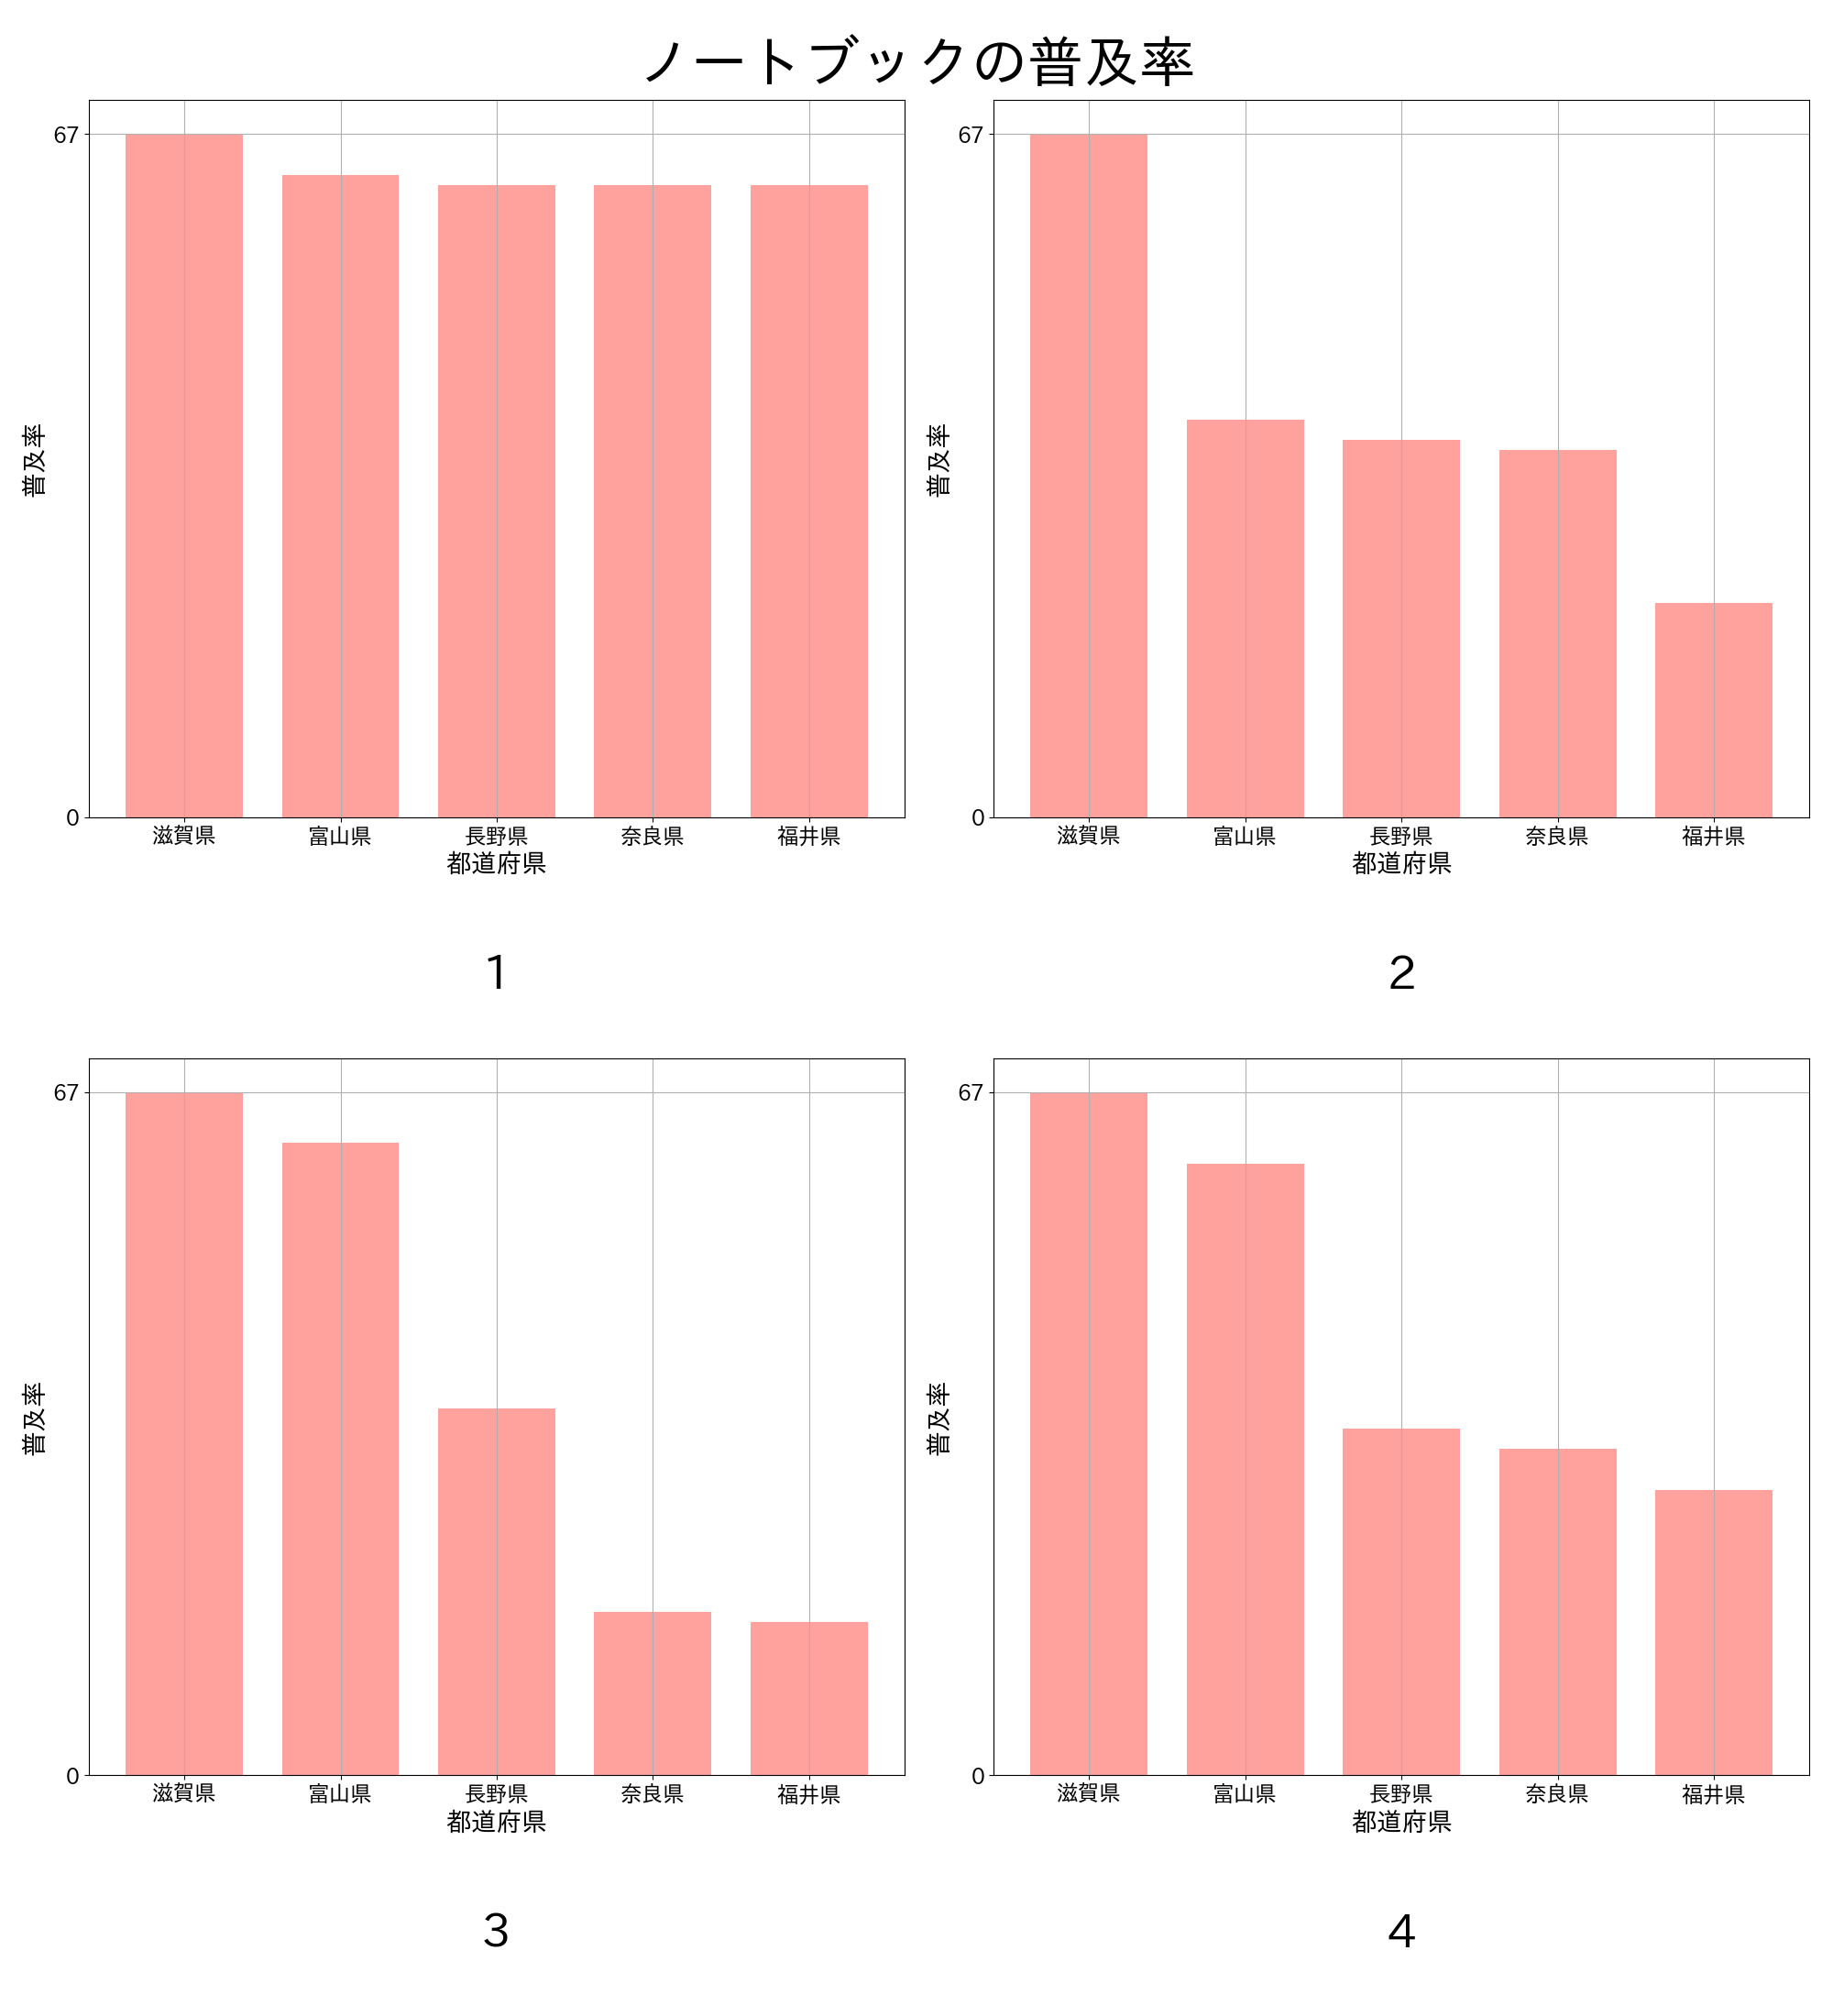 ノートブックの普及率
67
0
普及率
滋賀県 富山県 長野県 奈良県 福井県
都道府県
1
67
0
普及率
滋賀県 富山県 長野県 奈良県 福井県
都道府県
2
67
0
普及率
滋賀県 富山県 長野県 奈良県 福井県
都道府県
3
67
0
普及率
滋賀県 富山県 長野県 奈良県 福井県
都道府県
4